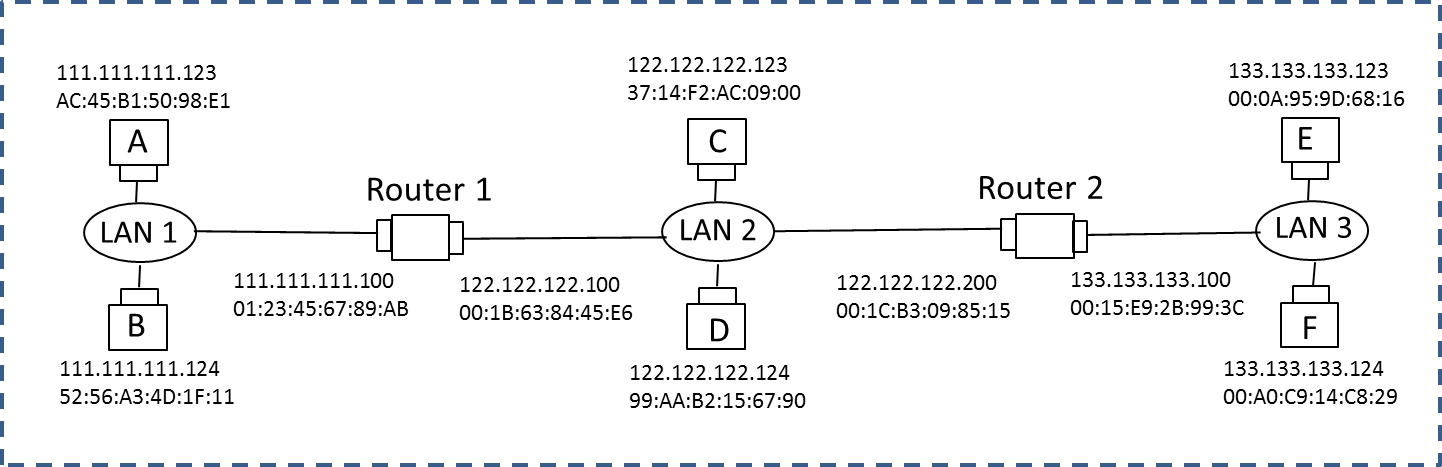 111.111.111.123
AC:45:B1:50:98:E1
A
122.122.122.123
37:14:F2:AC:09:00
C
133.133.133.123
00:0A:95:9D:68:16
E
Router 1
Router 2
LAN 1
LAN 2
LAN 3
111.111.111.100
01:23:45:67:89:AB
122.122.122.100
00:1B:63:84:45:E6
122.122.122.200
00:1C:B3:09:85:15
133.133.133.100
00:15:E9:2B:99:3C
B
111.111.111.124
52:56:A3:4D:1F:11
D
122.122.122.124
99:AA:B2:15:67:90
F
133.133.133.124
00:A0:C9:14:C8:29